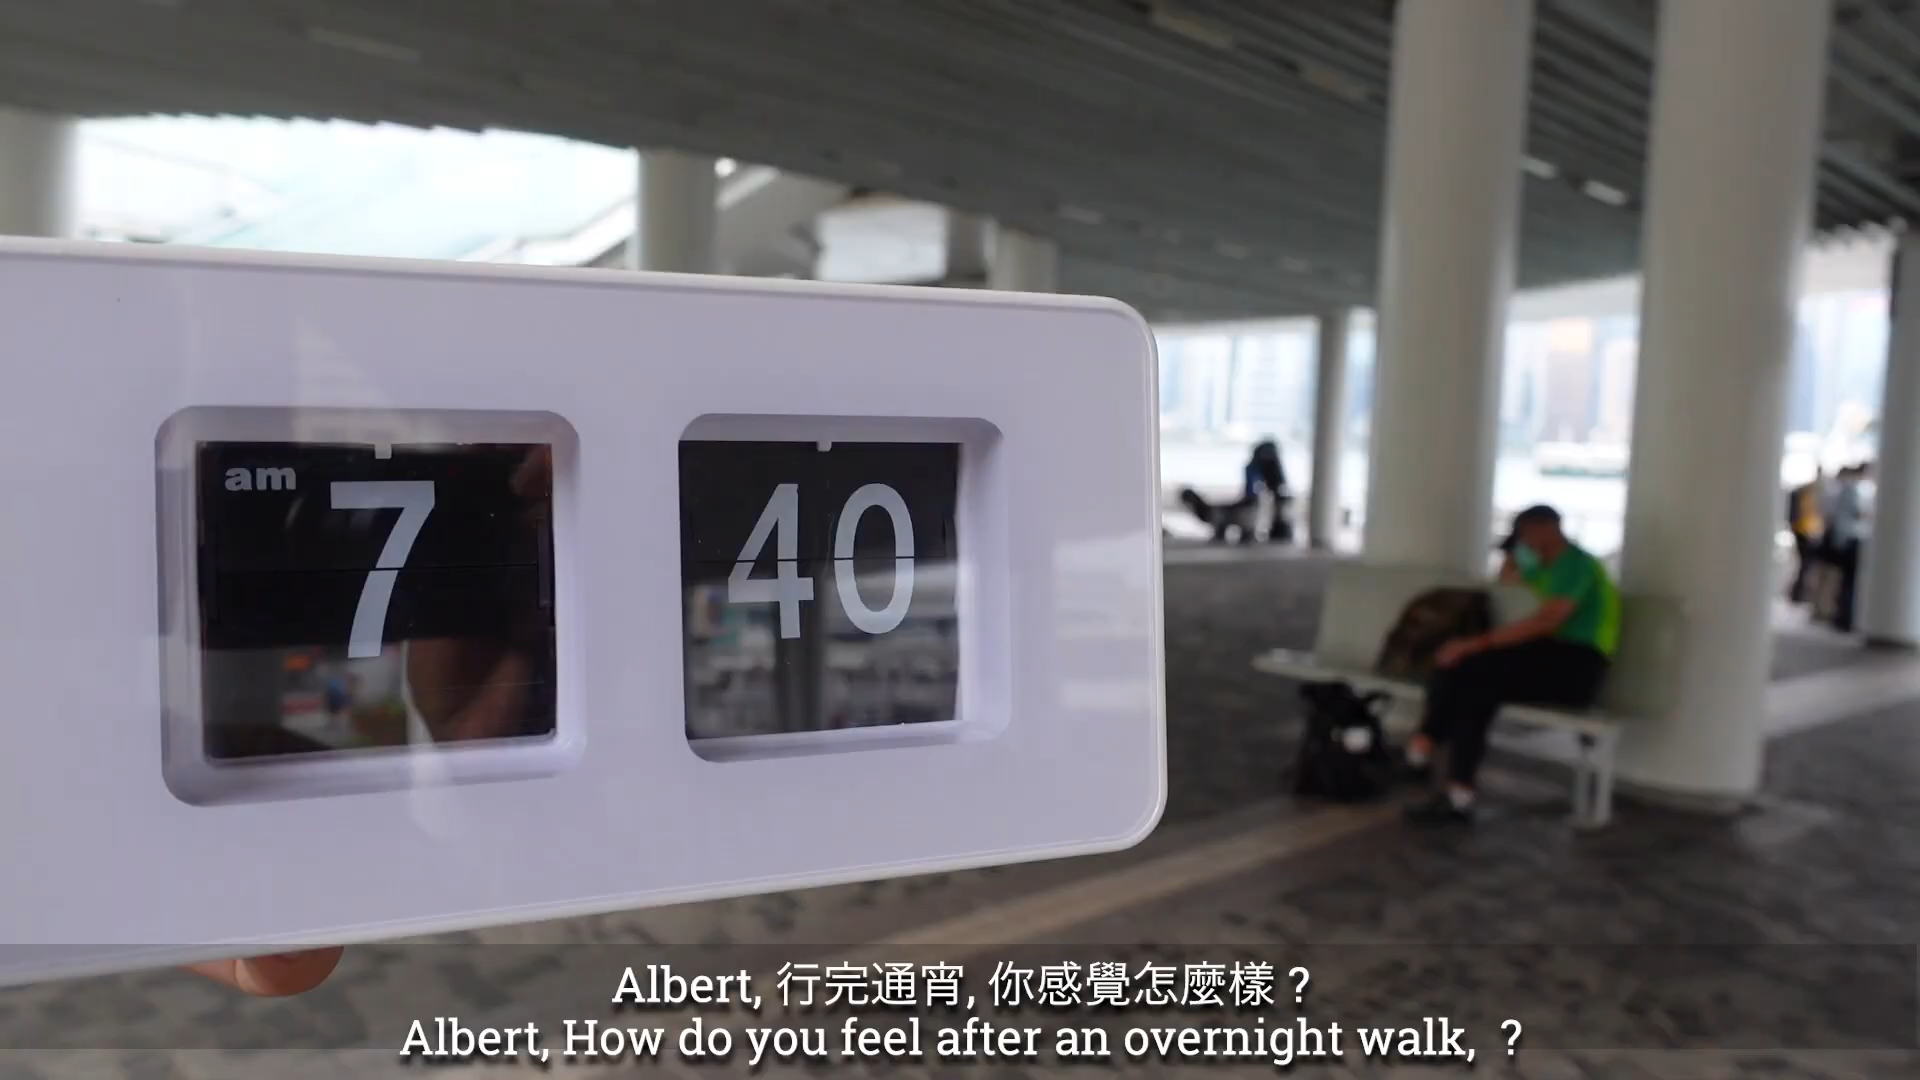 am
7
40
Albert, 行完通宵, 你感覺怎麼樣？
Albert, How do you feel after an overnight walk, ?